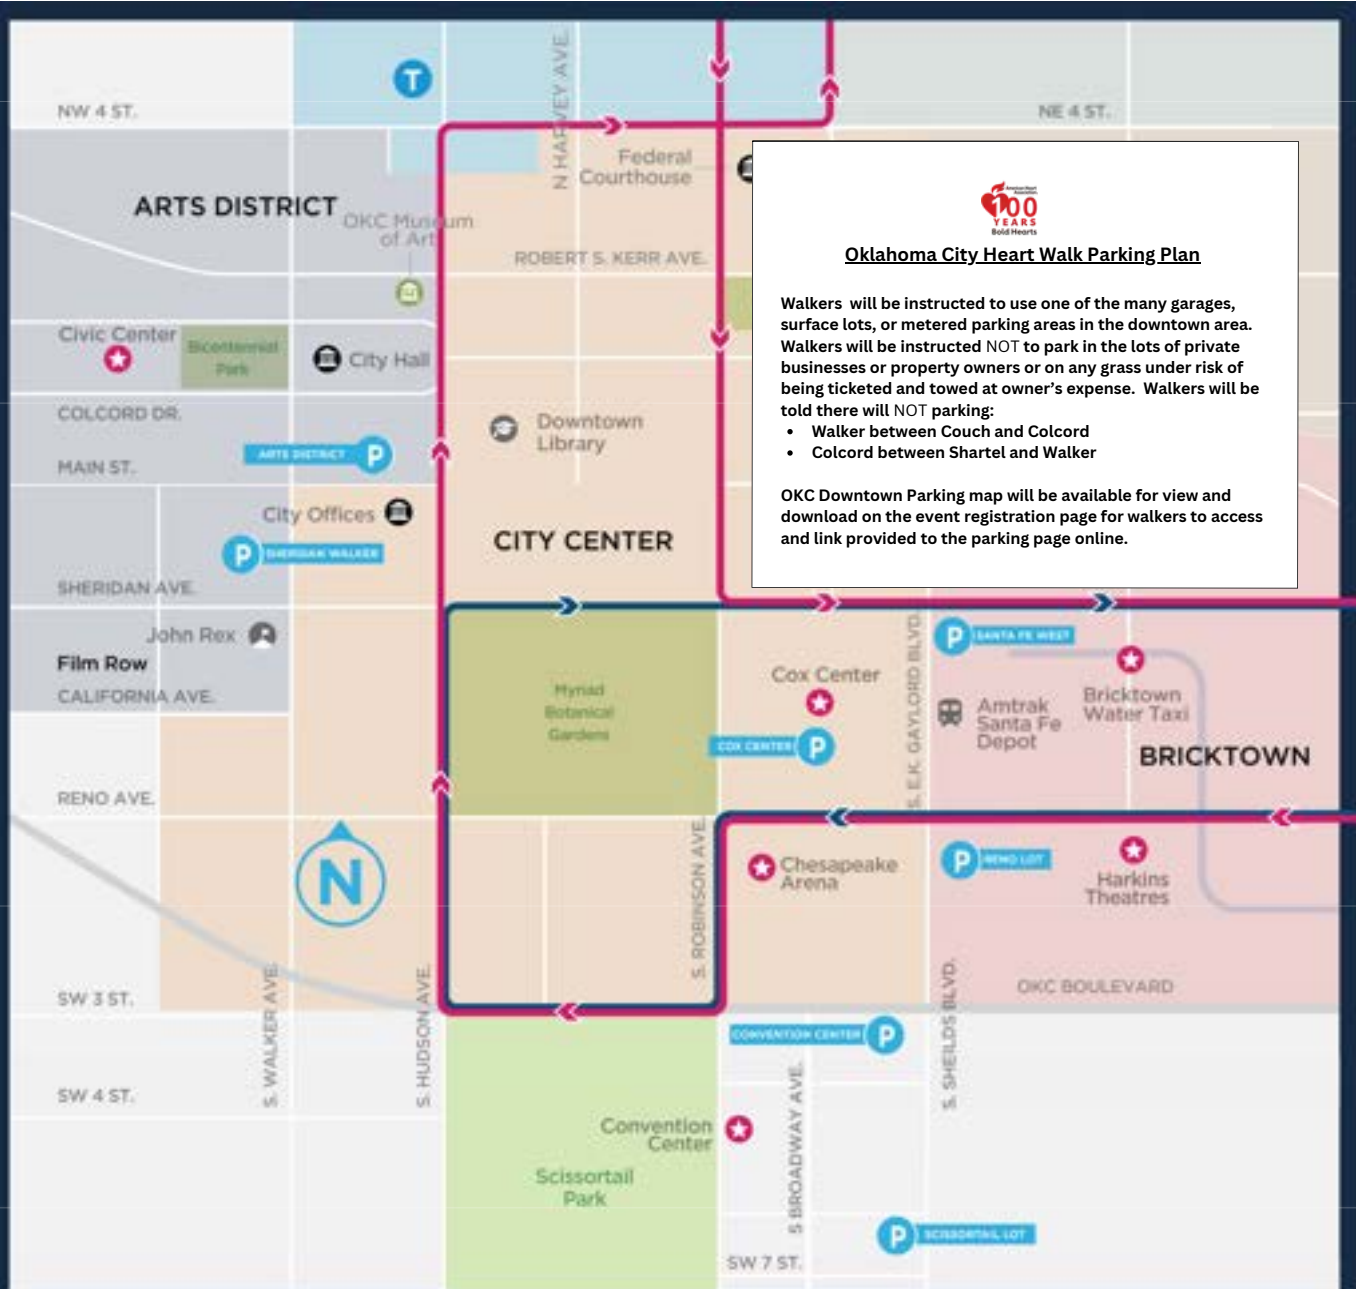 T
N HARVEY AVE.
NW 4 ST.
NE 4 ST.
Federal
Courthouse
ARTS DISTRICT
OKC Museum
of Art
ROBERT S. KERR AVE.
American Heart
Association.
100
YEARS
Bold Hearts
Oklahoma City Heart Walk Parking Plan
Walkers will be instructed to use one of the many garages,
surface lots, or metered parking areas in the downtown area.
Walkers will be instructed NOT to park in the lots of private
businesses or property owners or on any grass under risk of
being ticketed and towed at owner's expense. Walkers will be
told there will NOT parking:
• Walker between Couch and Colcord
• Colcord between Shartel and Walker
OKC Downtown Parking map will be available for view and
download on the event registration page for walkers to access
and link provided to the parking page online.
Civic Center
Bicentennial
Park
City Hall
COLCORD DR.
Downtown
Library
ARTS DISTRICT P
MAIN ST.
City Offices
CITY CENTER
P SHERIDAN WALKER
SHERIDAN AVE.
John Rex
Film Row
CALIFORNIA AVE.
Myriad
Botanical
Gardens
Cox Center
COX CENTER P
S. E.K. GAYLORD BLVD.
P SANTA FE WEST
Amtrak
Santa Fe
Depot
Bricktown
Water Taxi
BRICKTOWN
RENO AVE.
N
S. ROBINSON AVE.
Chesapeake
Arena
P RENO LOT
Harkins
Theatres
SW 3 ST.
S. WALKER AVE.
S. HUDSON AVE.
OKC BOULEVARD
S. SHEILDS BLVD.
CONVENTION CENTER P
SW 4 ST.
Convention
Center
S BROADWAY AVE.
Scissortail
Park
P SCISSORTAIL LOT
SW 7 ST.